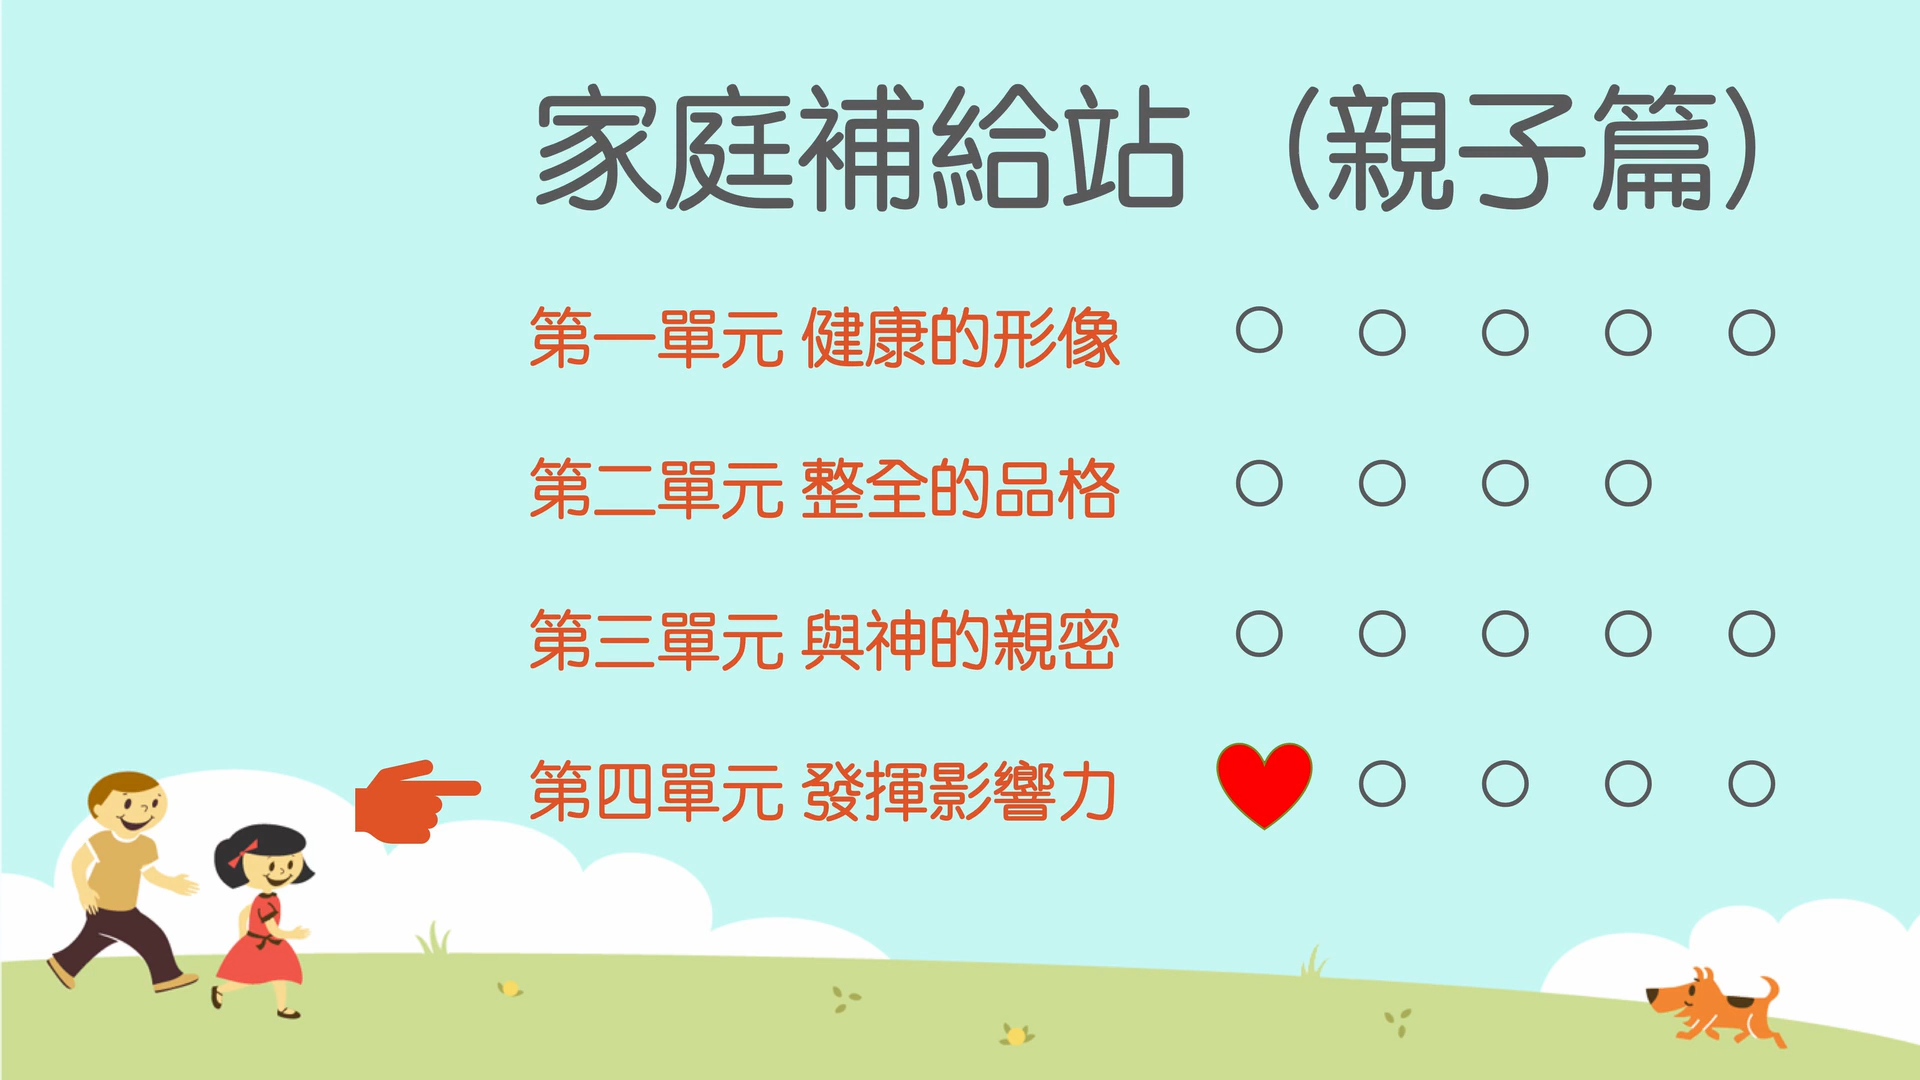 家庭補給站（親子篇）
第一單元 健康的形像
第二單元 整全的品格
第三單元 與神的親密
第四單元 發揮影響力